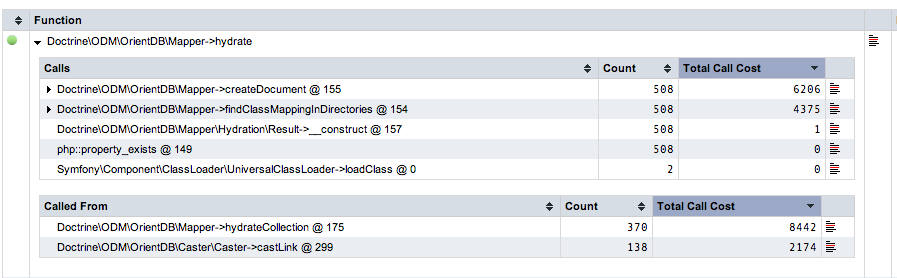 Function
Doctrine\ODM\OrientDB\Mapper->hydrate
Calls Count Total Call Cost
Doctrine\ODM\OrientDB\Mapper->createDocument @ 155 508 6206
Doctrine\ODM\OrientDB\Mapper->findClassMappingInDirectories @ 154 508 4375
Doctrine\ODM\OrientDB\Mapper\Hydration\Result->__construct @ 157 508 1
php::property_exists @ 149 508 0
Symfony\Component\ClassLoader\UniversalClassLoader->loadClass @ 0 2 0
Called From Count Total Call Cost
Doctrine\ODM\OrientDB\Mapper->hydrateCollection @ 175 370 8442
Doctrine\ODM\OrientDB\Caster\Caster->castLink @ 299 138 2174